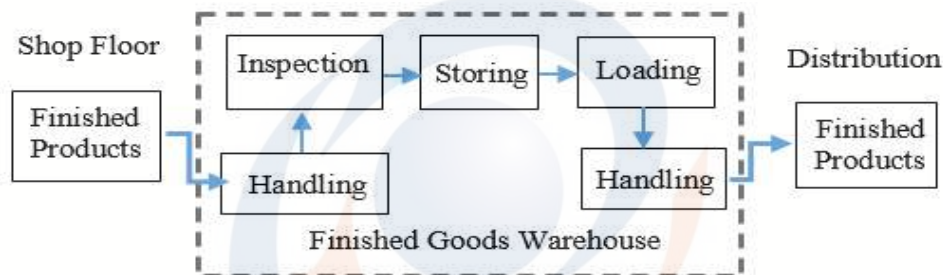 Shop Floor
Finished
Products
Handling
Inspection
Storing
Loading
Handling
Finished Goods Warehouse
Distribution
Finished
Products